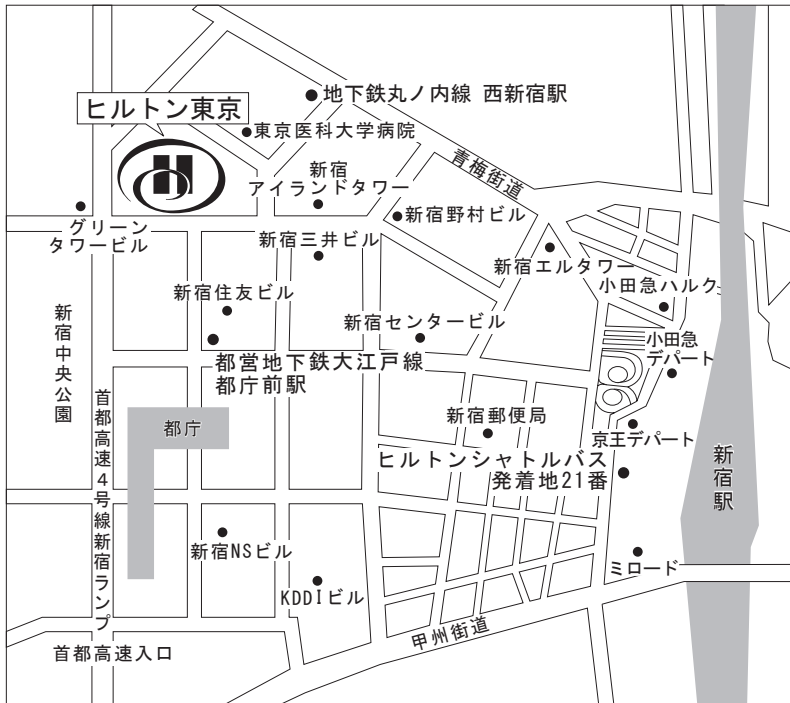 ヒルトン東京
地下鉄丸ノ内線 西新宿駅
東京医科大学病院
青梅街道
新宿
アイランドタワー
新宿野村ビル
グリーン
タワービル
新宿三井ビル
新宿エルタワー
小田急ハルク
新宿住友ビル
新宿センタービル
小田急
デパート
新宿中央公園
都営地下鉄大江戸線
都庁前駅
首都高速4号線新宿ランプ
都庁
新宿郵便局
京王デパート
ヒルトンシャトルバス
発着地21番
新宿駅
新宿NSビル
ミロード
KDDIビル
甲州街道
首都高速入口